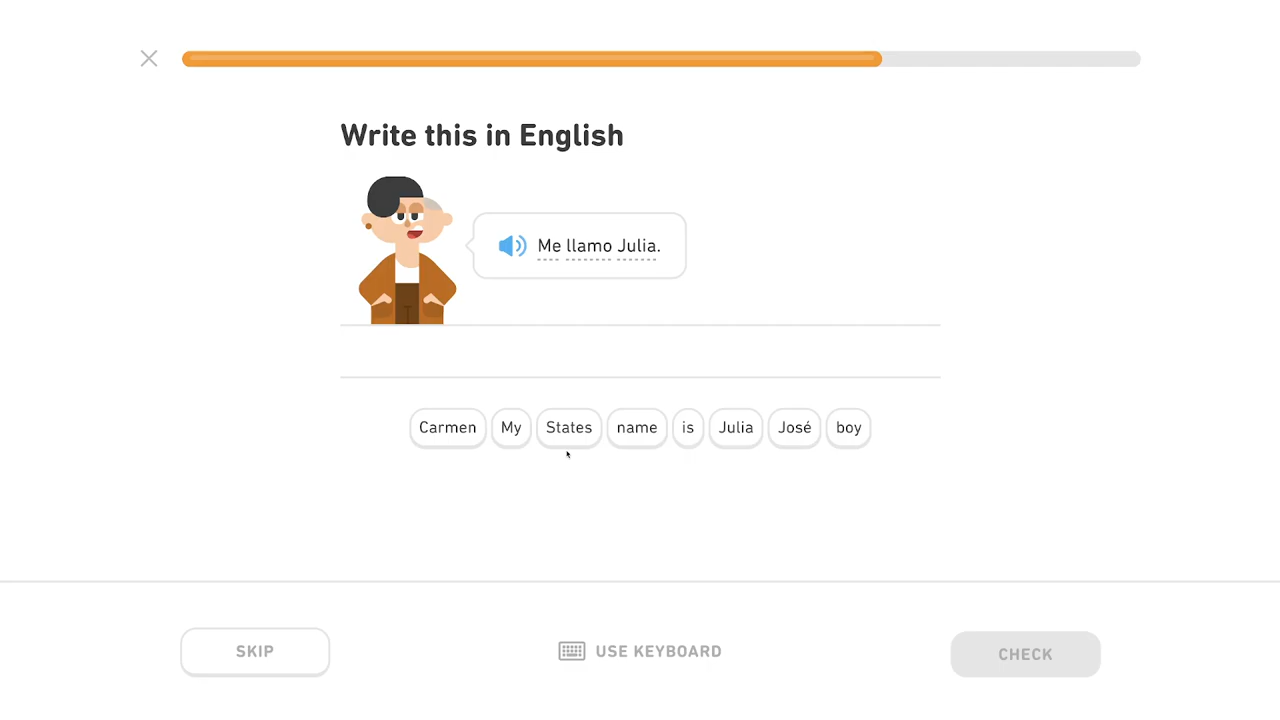 Write this in English
Me llamo Julia.
Carmen My States name is Julia José boy
SKIP USE KEYBOARD CHECK